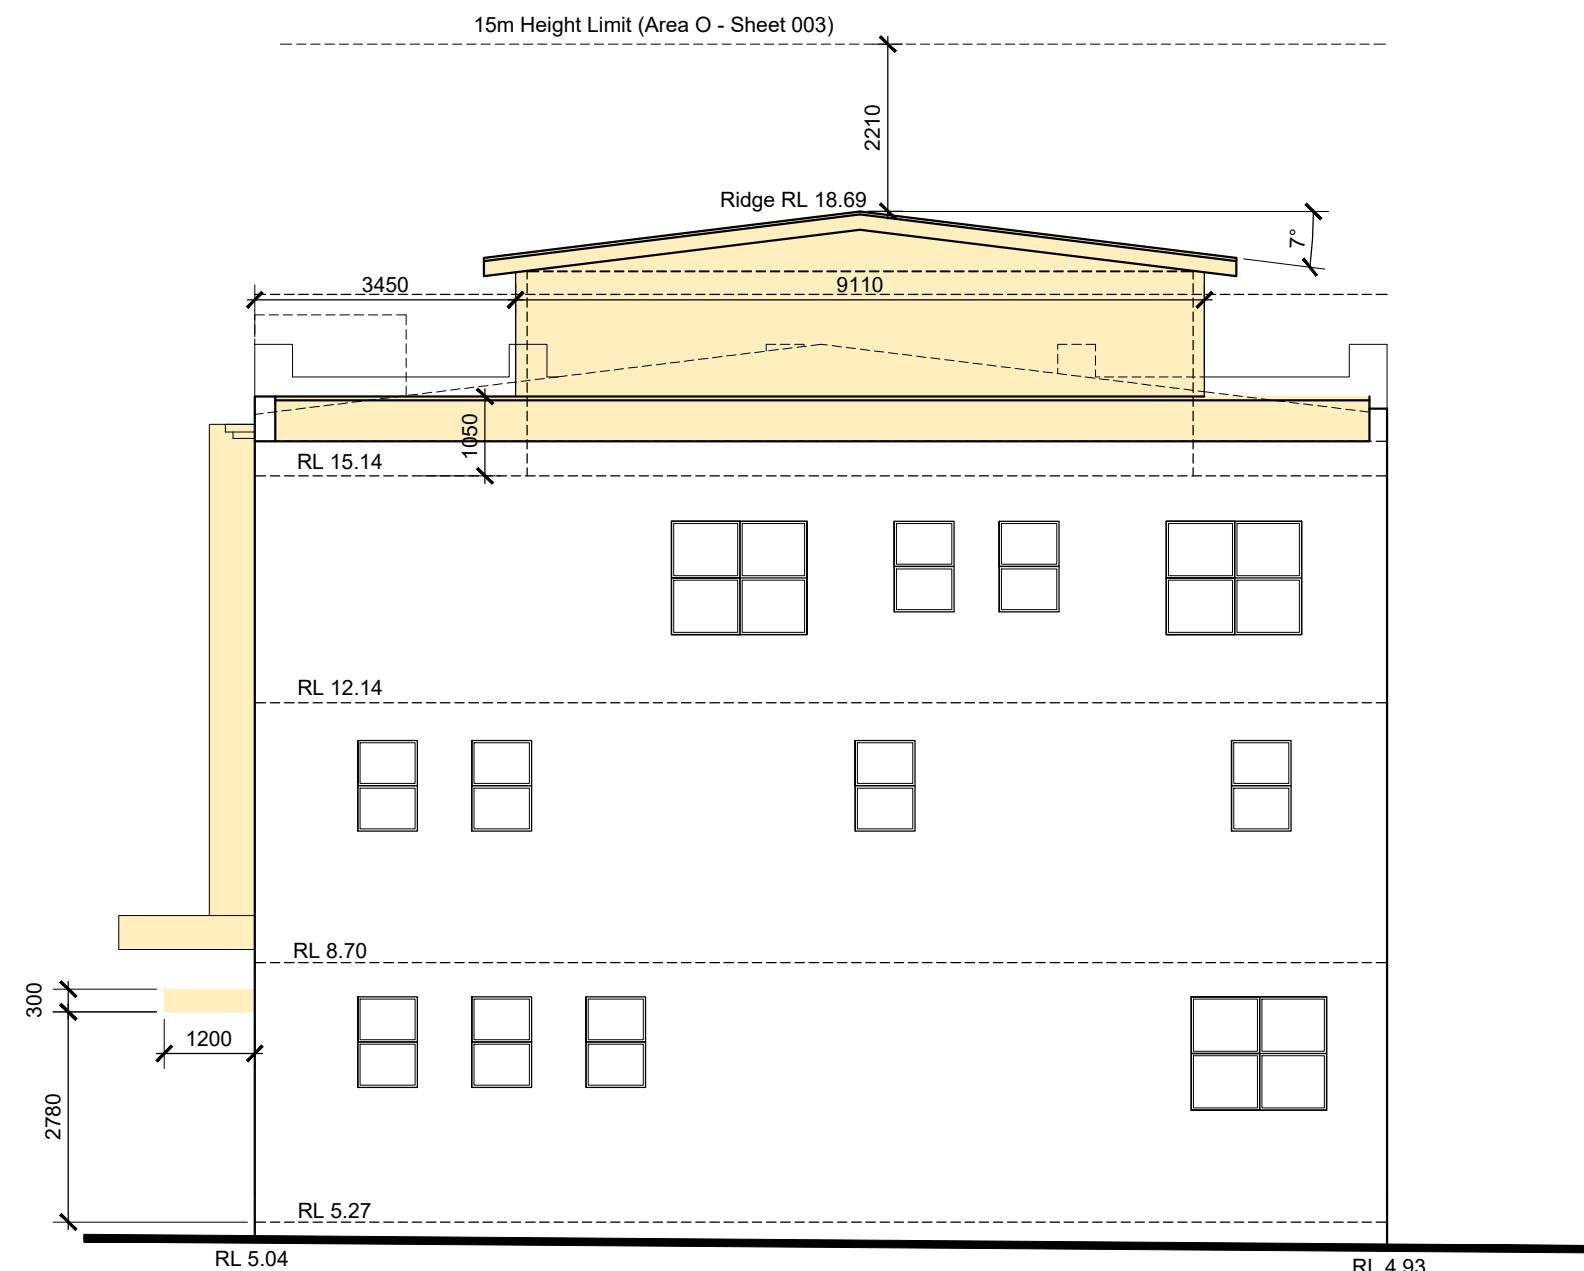 15m Height Limit (Area O - Sheet 003)
2210
Ridge RL 18.69
7°
3450
9110
1050
RL 15.14
RL 12.14
RL 8.70
300
1200
2780
RL 5.27
RL 5.04
RL 4.93